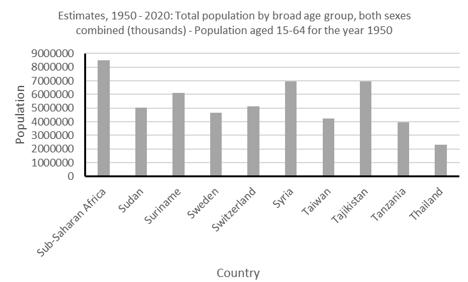 Estimates, 1950 - 2020: Total population by broad age group, both sexes
combined (thousands) - Population aged 15-64 for the year 1950
9000000
8000000
7000000
6000000
5000000
4000000
3000000
2000000
1000000
0
Population
Sub-Saharan Africa
Sudan
Suriname
Sweden
Switzerland
Syria
Taiwan
Tajikistan
Tanzania
Thailand
Country